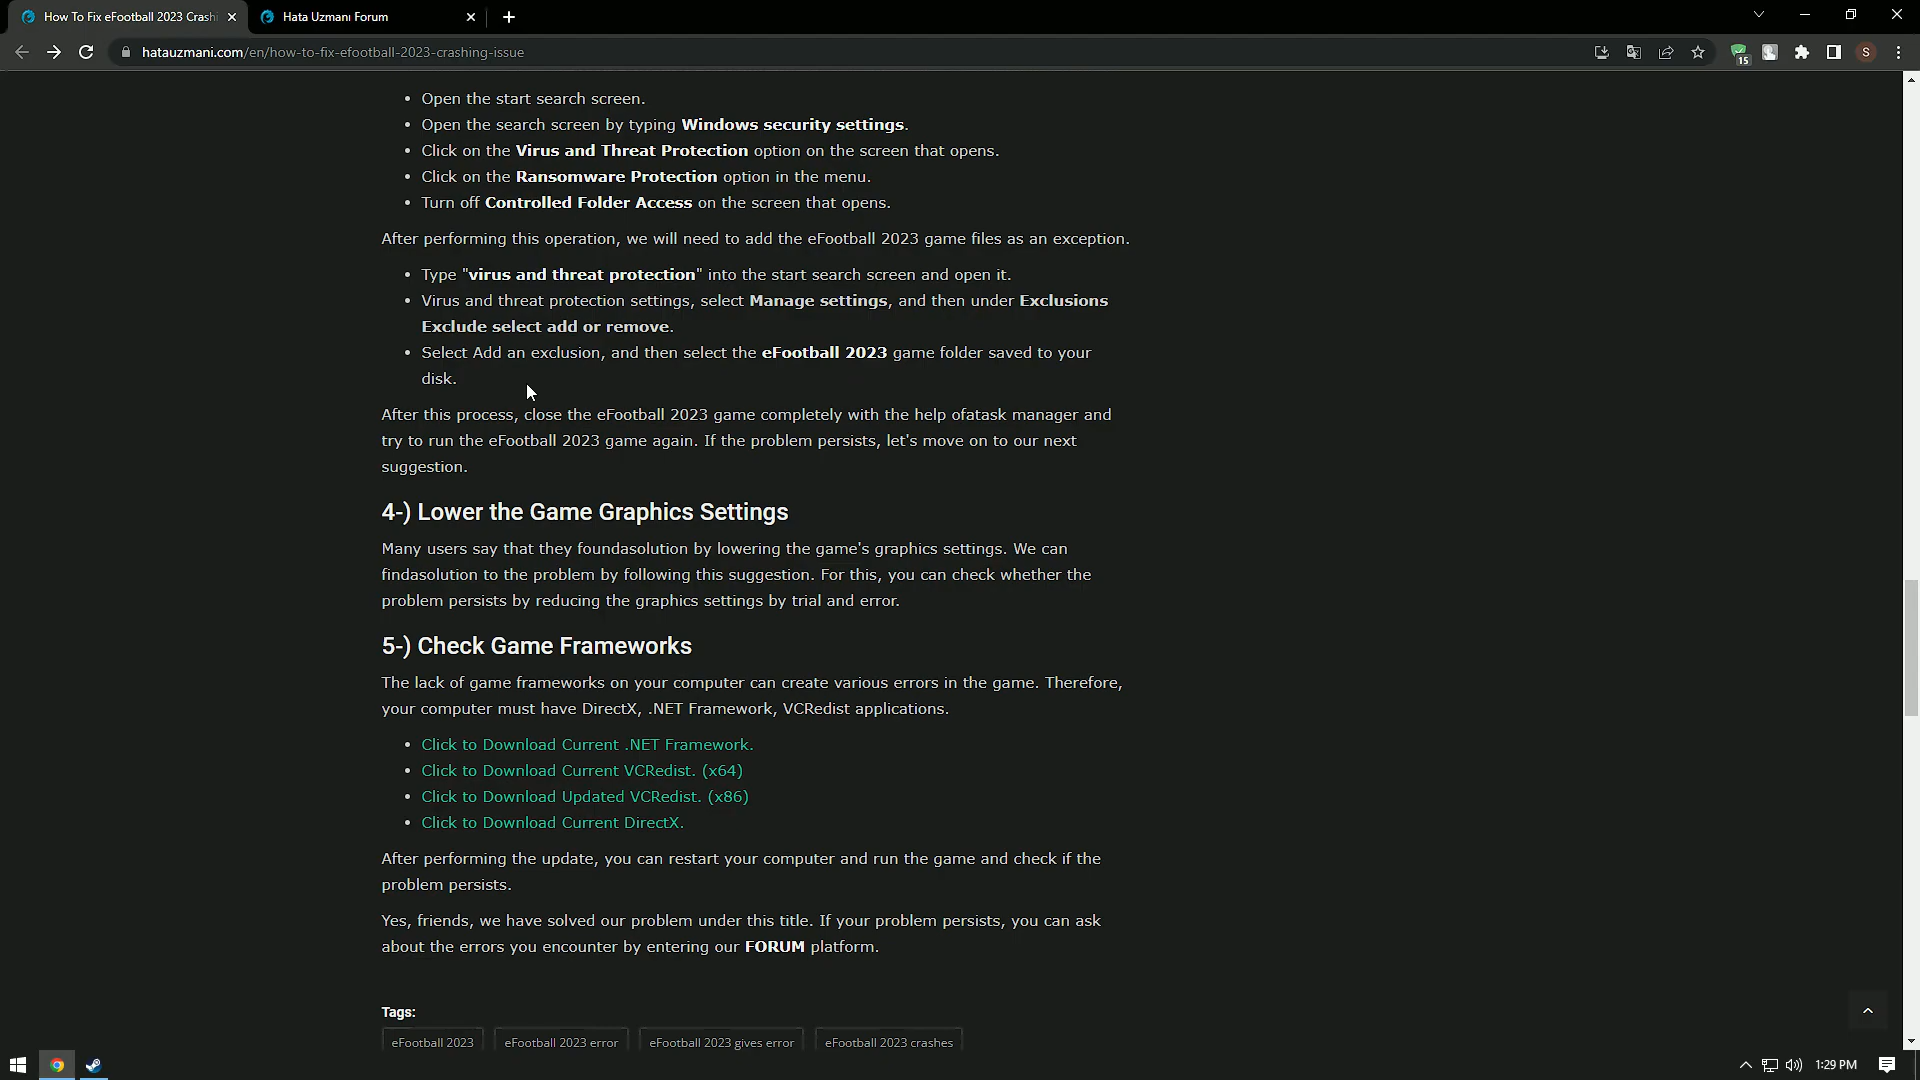 How To Fix eFootball 2023 Crashi
Hata Uzmanı Forum
hatauzmani.com/en/how-to-fix-efootball-2023-crashing-issue
15
S
• Open the start search screen.
• Open the search screen by typing Windows security settings.
• Click on the Virus and Threat Protection option on the screen that opens.
• Click on the Ransomware Protection option in the menu.
• Turn off Controlled Folder Access on the screen that opens.
After performing this operation, we will need to add the eFootball 2023 game files as an exception.
• Type "virus and threat protection" into the start search screen and open it.
• Virus and threat protection settings, select Manage settings, and then under Exclusions
Exclude select add or remove.
• Select Add an exclusion, and then select the eFootball 2023 game folder saved to your
disk.
After this process, close the eFootball 2023 game completely with the help ofatask manager and
try to run the eFootball 2023 game again. If the problem persists, let's move on to our next
suggestion.
4-) Lower the Game Graphics Settings
Many users say that they foundasolution by lowering the game's graphics settings. We can
findasolution to the problem by following this suggestion. For this, you can check whether the
problem persists by reducing the graphics settings by trial and error.
5-) Check Game Frameworks
The lack of game frameworks on your computer can create various errors in the game. Therefore,
your computer must have DirectX, .NET Framework, VCRedist applications.
• Click to Download Current .NET Framework.
• Click to Download Current VCRedist. (x64)
• Click to Download Updated VCRedist. (x86)
• Click to Download Current DirectX.
After performing the update, you can restart your computer and run the game and check if the
problem persists.
Yes, friends, we have solved our problem under this title. If your problem persists, you can ask
about the errors you encounter by entering our FORUM platform.
Tags:
eFootball 2023 eFootball 2023 error eFootball 2023 gives error eFootball 2023 crashes
1:29 PM